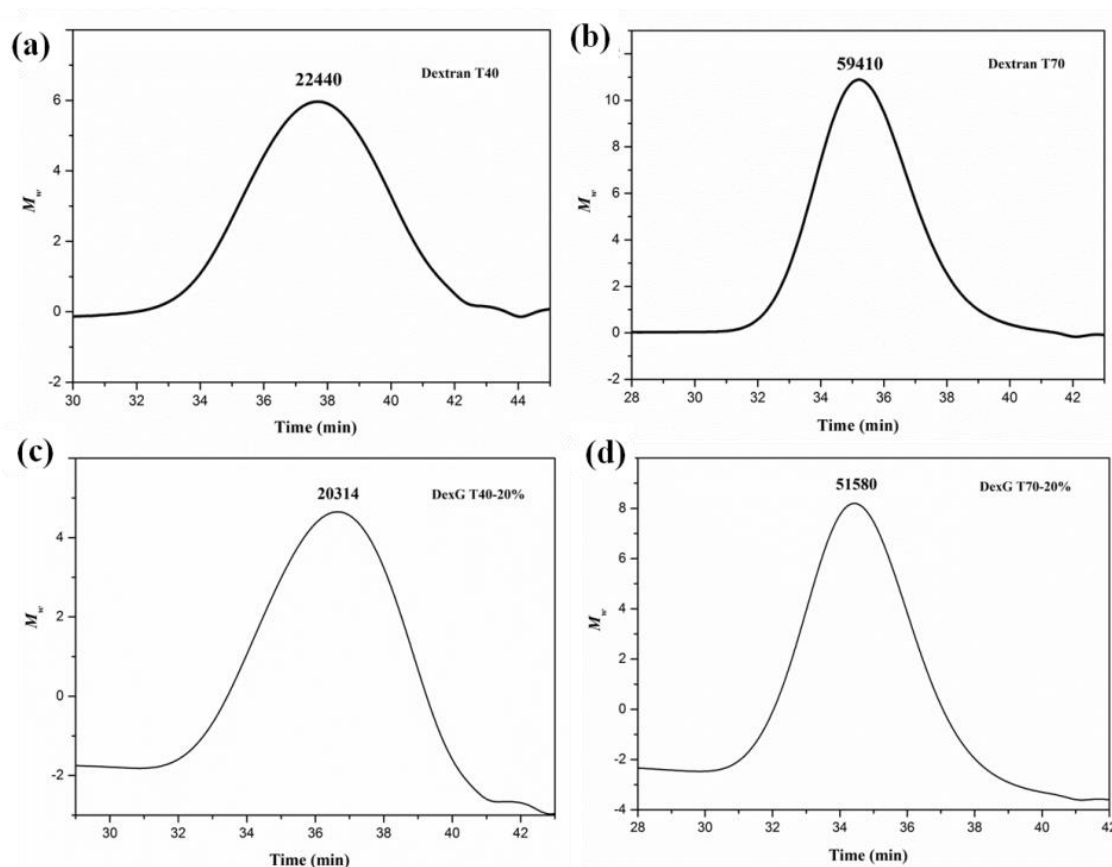 (a)
22440
Dextran T40
6
4
2
0
-2
M_w
30 32 34 36 38 40 42 44
Time (min)
(b)
59410
Dextran T70
10
8
6
4
2
0
-2
M_w
28 30 32 34 36 38 40 42
Time (min)
(c)
20314
DexG T40-20%
4
2
0
-2
M_w
30 32 34 36 38 40 42
Time (min)
(d)
51580
DexG T70-20%
8
6
4
2
0
-2
-4
M_w
28 30 32 34 36 38 40 42
Time (min)